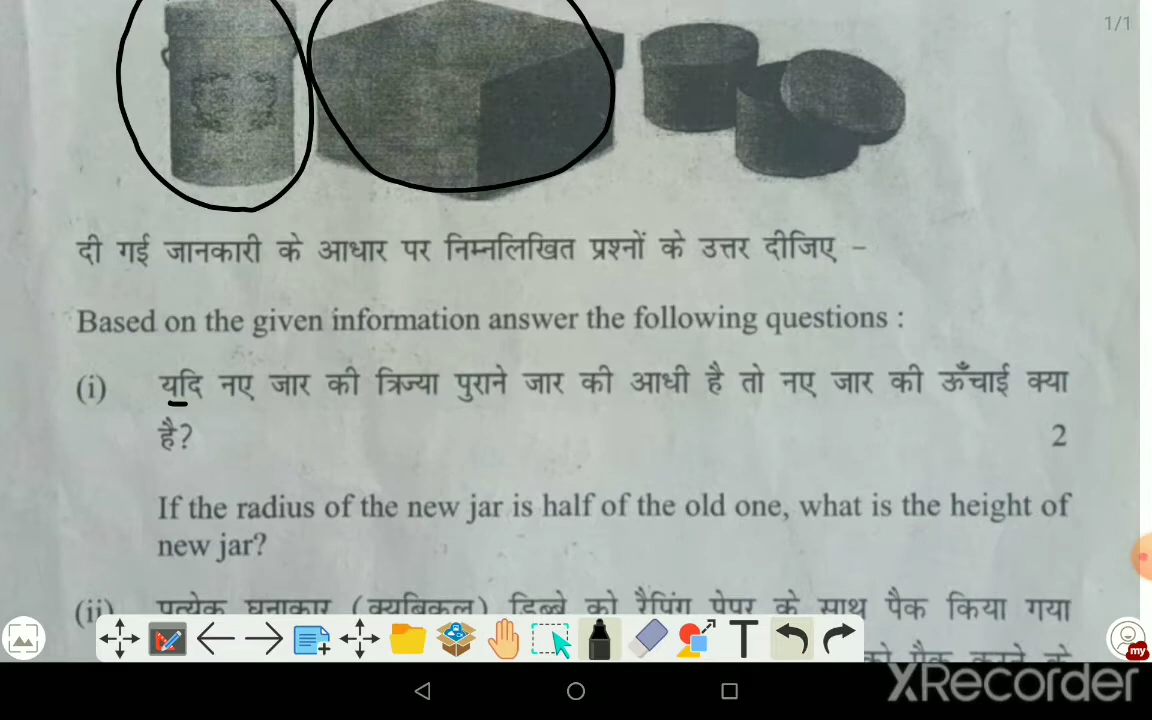 1/1
दी गई जानकारी के आधार पर निम्नलिखित प्रश्नों के उत्तर दीजिए –
Based on the given information answer the following questions :
(i) यदि नए जार की त्रिज्या पुराने जार की आधी है तो नए जार की ऊँचाई क्या
है? 2
If the radius of the new jar is half of the old one, what is the height of
new jar?
(ii) प्रत्येक घनाकार (क्यूबिकल) डिब्बे को रैपिंग पेपर के साथ पैक किया गया
को पैक करने के
T
my
XRecorder